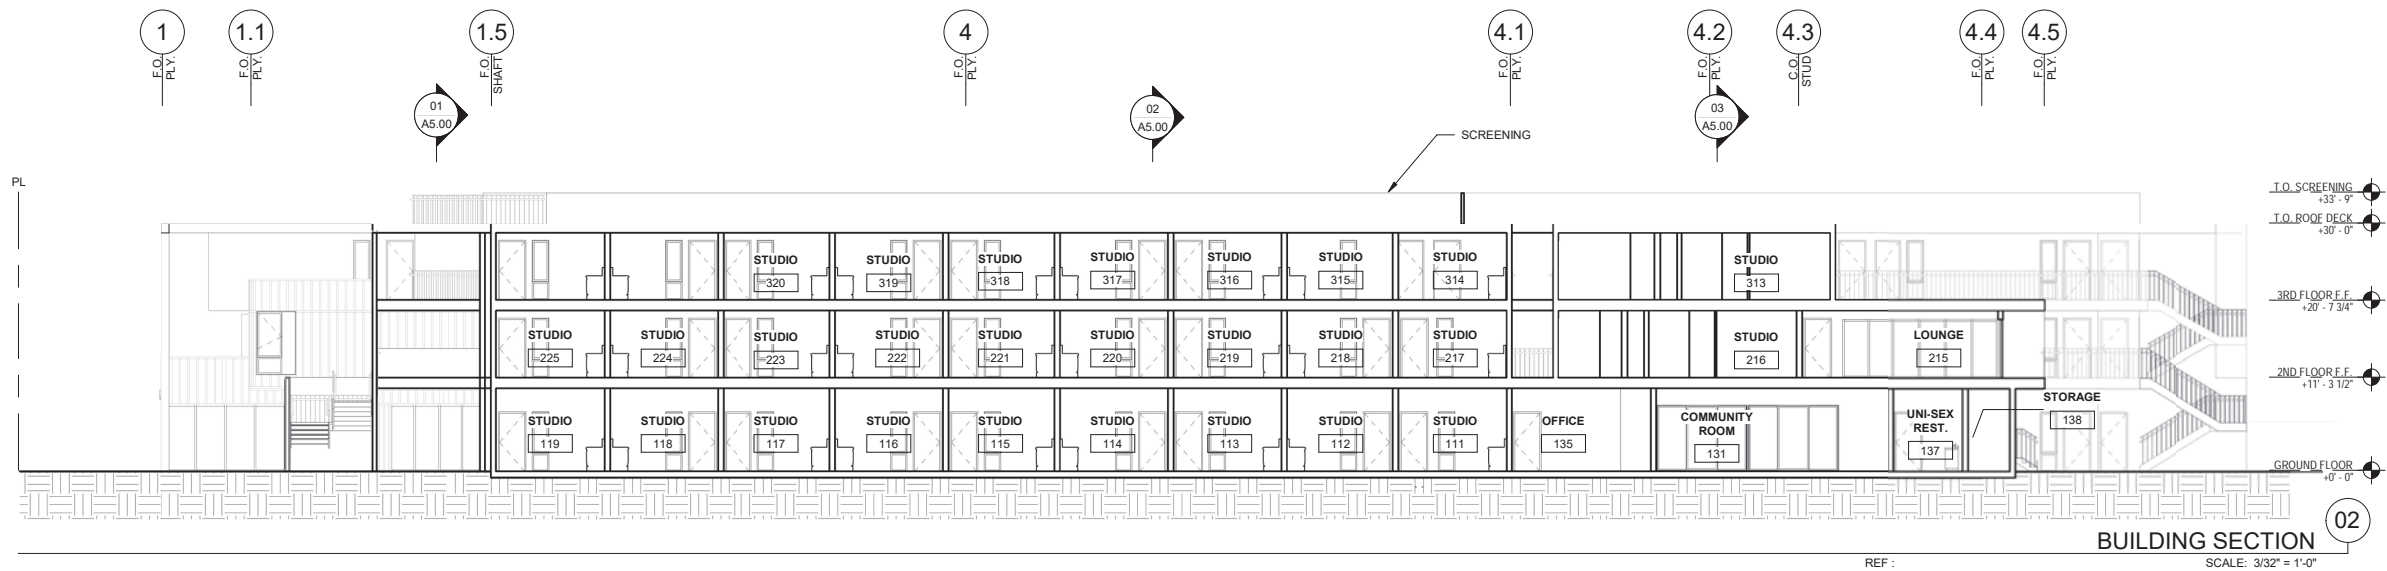 1
1.1
1.5
4
4.1
4.2
4.3
4.4
4.5
F.O.
PLY.
F.O.
PLY.
F.O.
SHAFT
F.O.
PLY.
F.O.
PLY.
F.O.
PLY.
C.O.
STUD
F.O.
PLY.
F.O.
PLY.
01
A5.00
02
A5.00
03
A5.00
SCREENING
PL
T.O. SCREENING
+33' - 9"
T.O. ROOF DECK
+30' - 0"
STUDIO
320
STUDIO
319
STUDIO
318
STUDIO
317
STUDIO
316
STUDIO
315
STUDIO
314
STUDIO
313
3RD FLOOR F.F.
+20' - 7 3/4"
STUDIO
225
STUDIO
224
STUDIO
223
STUDIO
222
STUDIO
221
STUDIO
220
STUDIO
219
STUDIO
218
STUDIO
217
STUDIO
216
LOUNGE
215
2ND FLOOR F.F.
+11' - 3 1/2"
STUDIO
119
STUDIO
118
STUDIO
117
STUDIO
116
STUDIO
115
STUDIO
114
STUDIO
113
STUDIO
112
STUDIO
111
OFFICE
135
COMMUNITY
ROOM
131
UNI-SEX
REST.
137
STORAGE
138
GROUND FLOOR
+0' - 0"
02
BUILDING SECTION
REF :
SCALE: 3/32" = 1'-0"